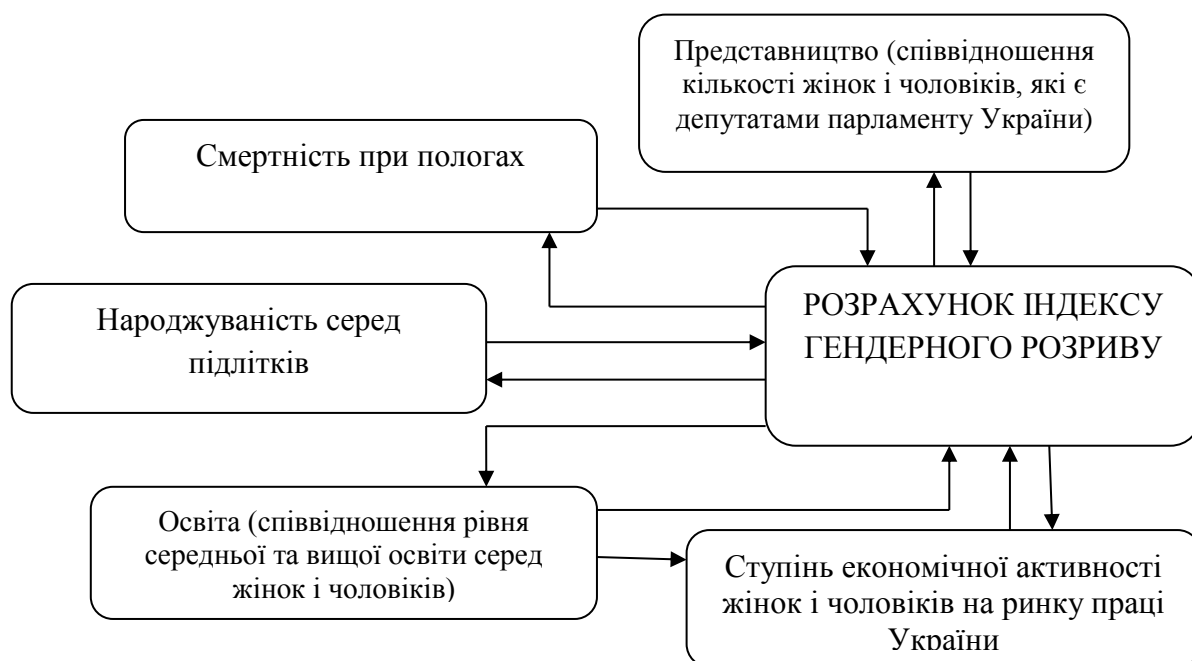 Представництво (співвідношення
кількості жінок і чоловіків, які є
депутатами парламенту України)
Смертність при пологах
РОЗРАХУНОК ІНДЕКСУ
ГЕНДЕРНОГО РОЗРИВУ
Народжуваність серед
підлітків
Освіта (співвідношення рівня
середньої та вищої освіти серед
жінок і чоловіків)
Ступінь економічної активності
жінок і чоловіків на ринку праці
України